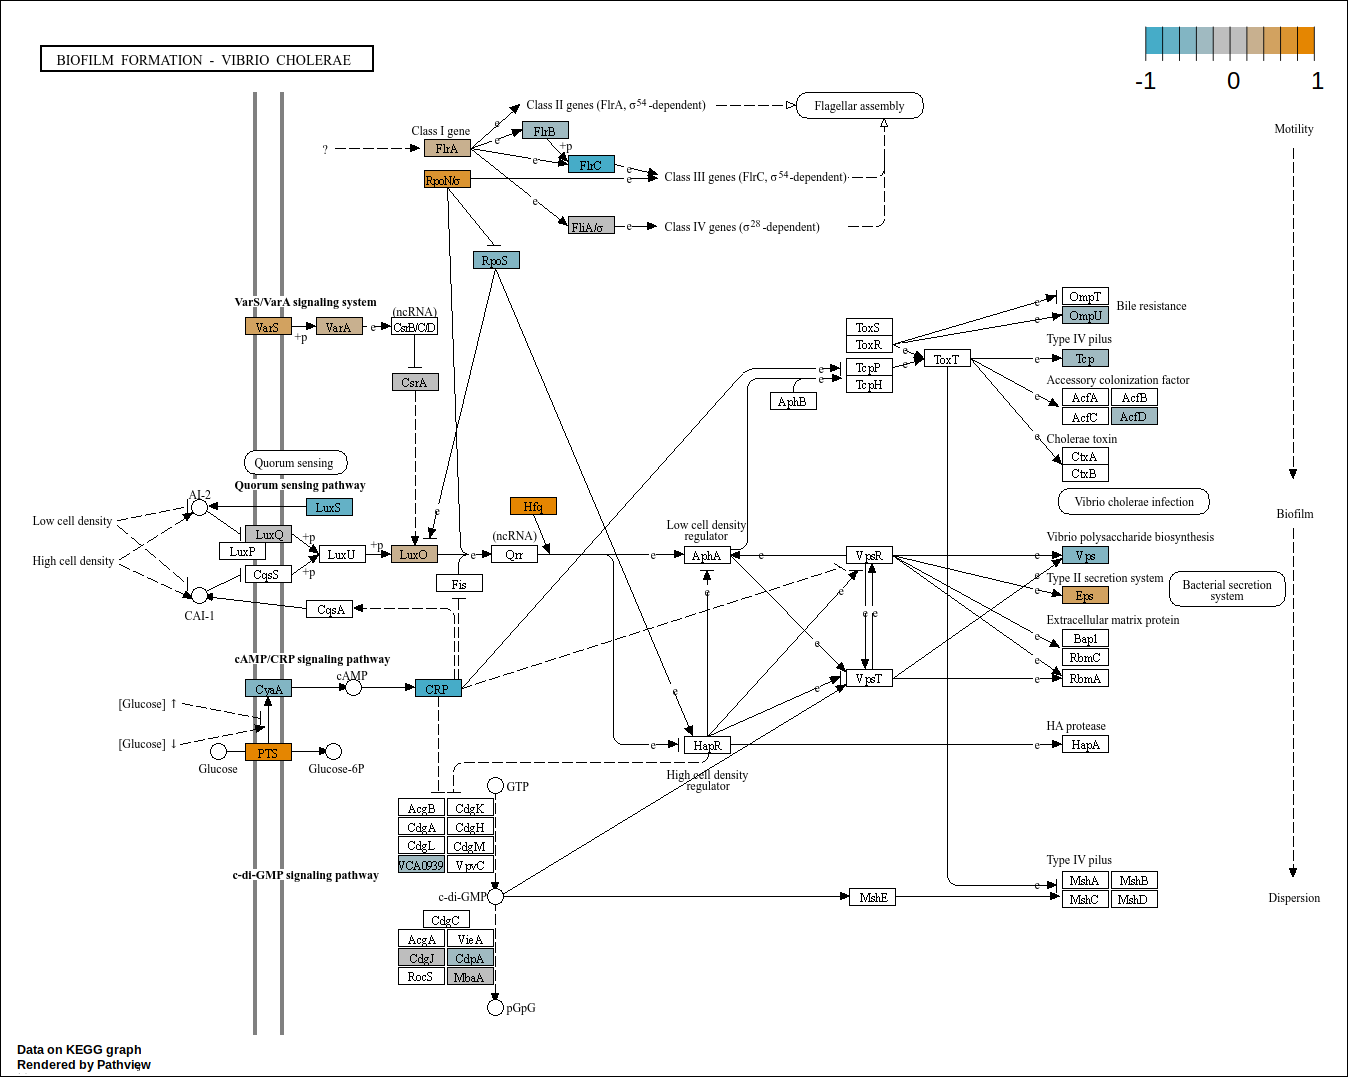 BIOFILM FORMATION - VIBRIO CHOLERAE
-1 0 1
Class II genes (FlrA, σ54 -dependent)
Flagellar assembly
Motility
Class I gene
e
FlrB
e
+p
?
FlrA
e
FlrC
e
RpoN/σ
e
Class III genes (FlrC, σ54-dependent)
e
FliA/σ
e
Class IV genes (σ28 -dependent)
RpoS
VarS/VarA signaling system
(ncRNA)
VarS
+p
VarA
e
CsrB/C/D
CsrA
OmpT
e
Bile resistance
OmpU
e
ToxS
ToxR
e
Type IV pilus
ToxT
e
Tcp
e
TcpP
e
e
TcpH
AphB
Accessory colonization factor
AcfA
AcfB
e
AcfC
AcfD
e
Cholerae toxin
CtxA
CtxB
Vibrio cholerae infection
Quorum sensing
Quorum sensing pathway
AI-2
LuxS
Hfq
e
Biofilm
Low cell density
High cell density
LuxQ
LuxP
+p
LuxU
+p
LuxO
e
(ncRNA)
Qrr
e
Low cell density
regulator
AphA
e
VpsR
CqsS
+p
Fis
CAI-1
CqsA
Vibrio polysaccharide biosynthesis
e
Vps
Type II secretion system
e
Eps
Bacterial secretion
system
Extracellular matrix protein
e
Bap1
RbmC
e
e
RbmA
e
e
e
e
e
VpsT
e
e
cAMP/CRP signaling pathway
CyaA
cAMP
CRP
[Glucose] ↑
[Glucose] ↓
PTS
Glucose
Glucose-6P
e
HapR
High cell density
regulator
HA protease
e
HapA
GTP
AcgB
CdgK
CdgA
CdgH
CdgL
CdgM
VCA0939
VpvC
c-di-GMP signaling pathway
c-di-GMP
MshE
Type IV pilus
e
MshA
MshB
MshC
MshD
Dispersion
CdgC
AcgA
VieA
CdgJ
CdpA
RocS
MbaA
pGpG
Data on KEGG graph
Rendered by Pathview